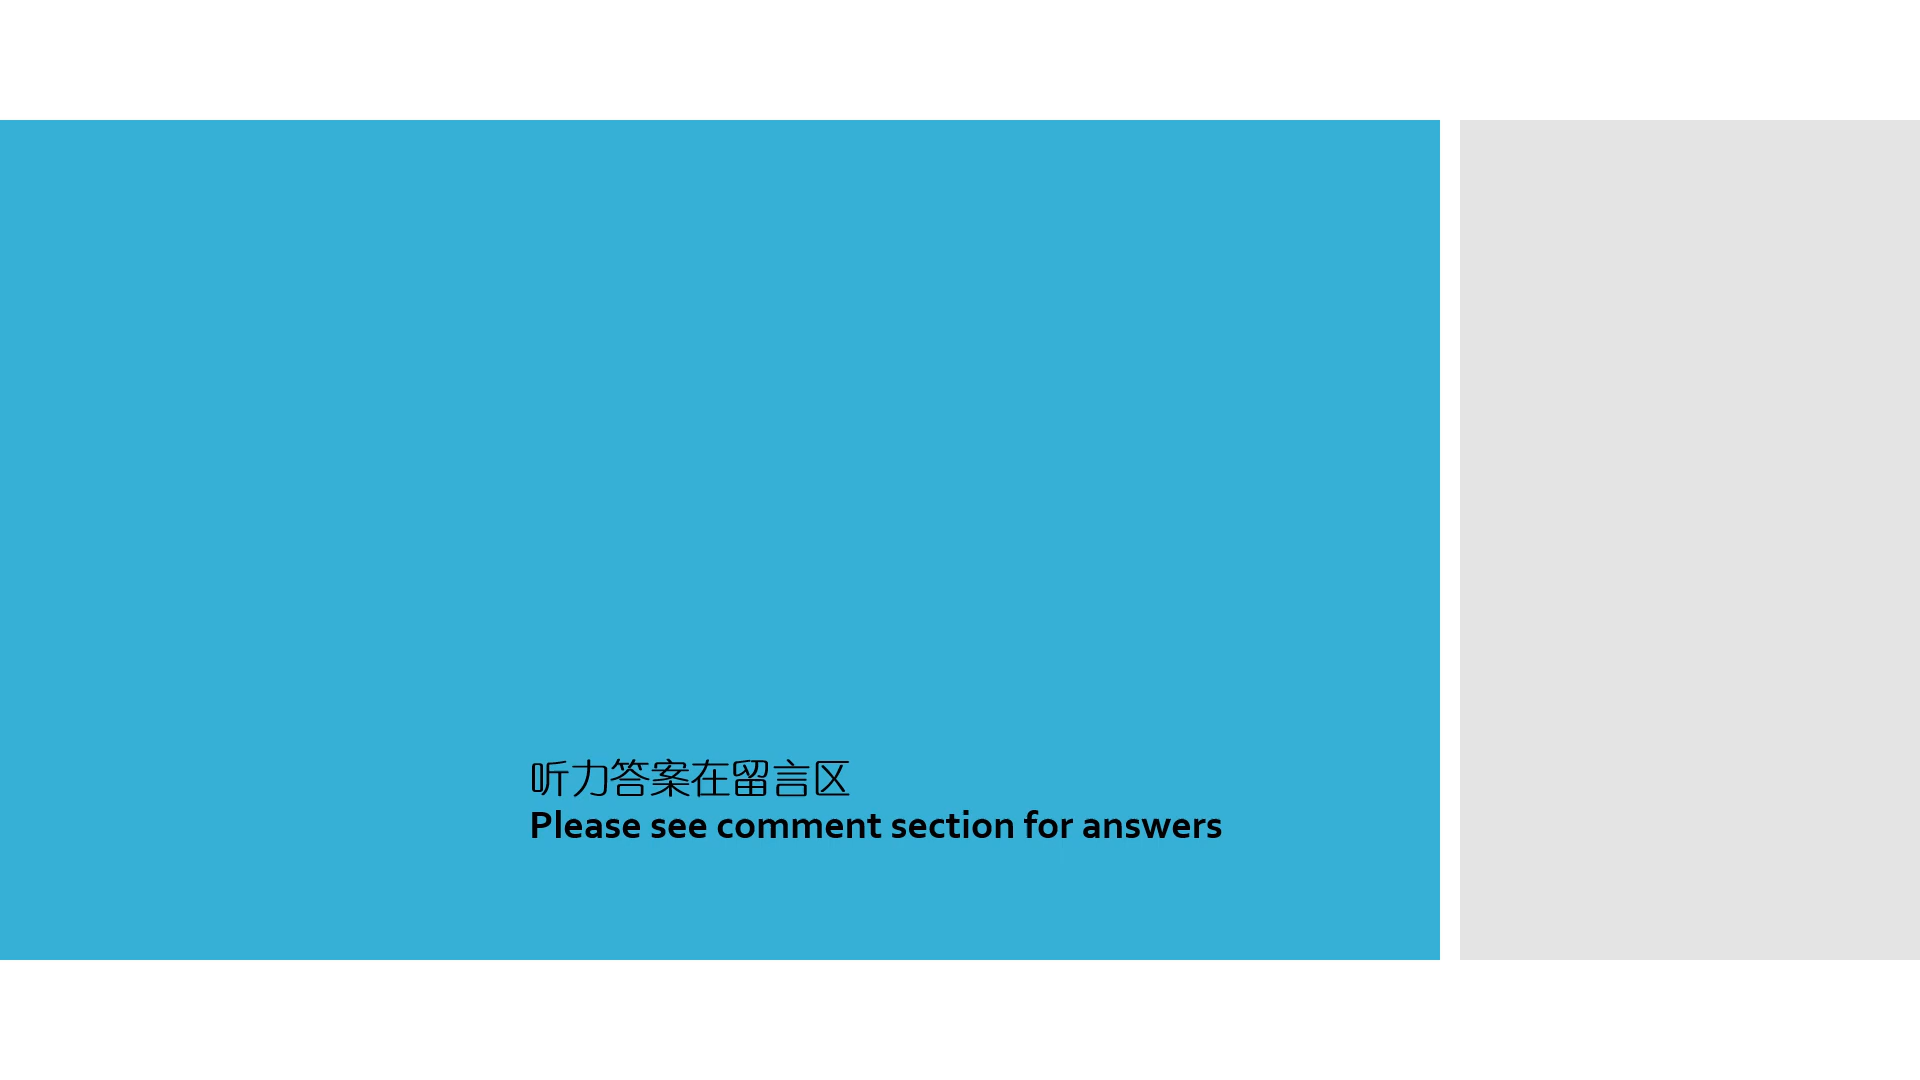 听力答案在留言区
Please see comment section for answers